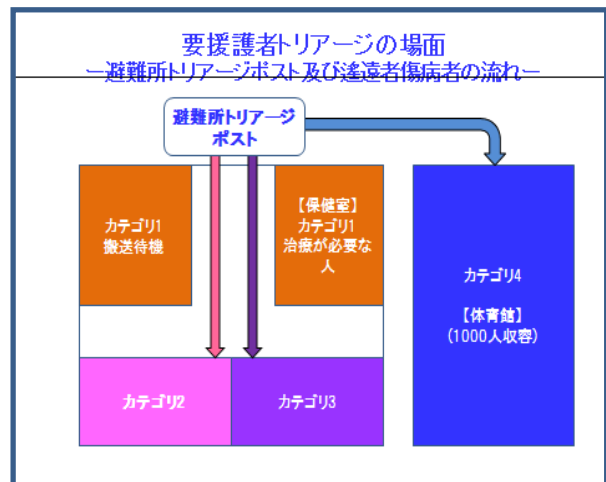 要援護者トリアージの場面
ー避難所トリアージポスト及び遙遠者傷病者の流れー
避難所トリアージ
ポスト
カテゴリ1
搬送待機
【保健室】
カテゴリ1
治療が必要な
人
カテゴリ4
【体育館】
(1000人収容)
カテゴリ2
カテゴリ3